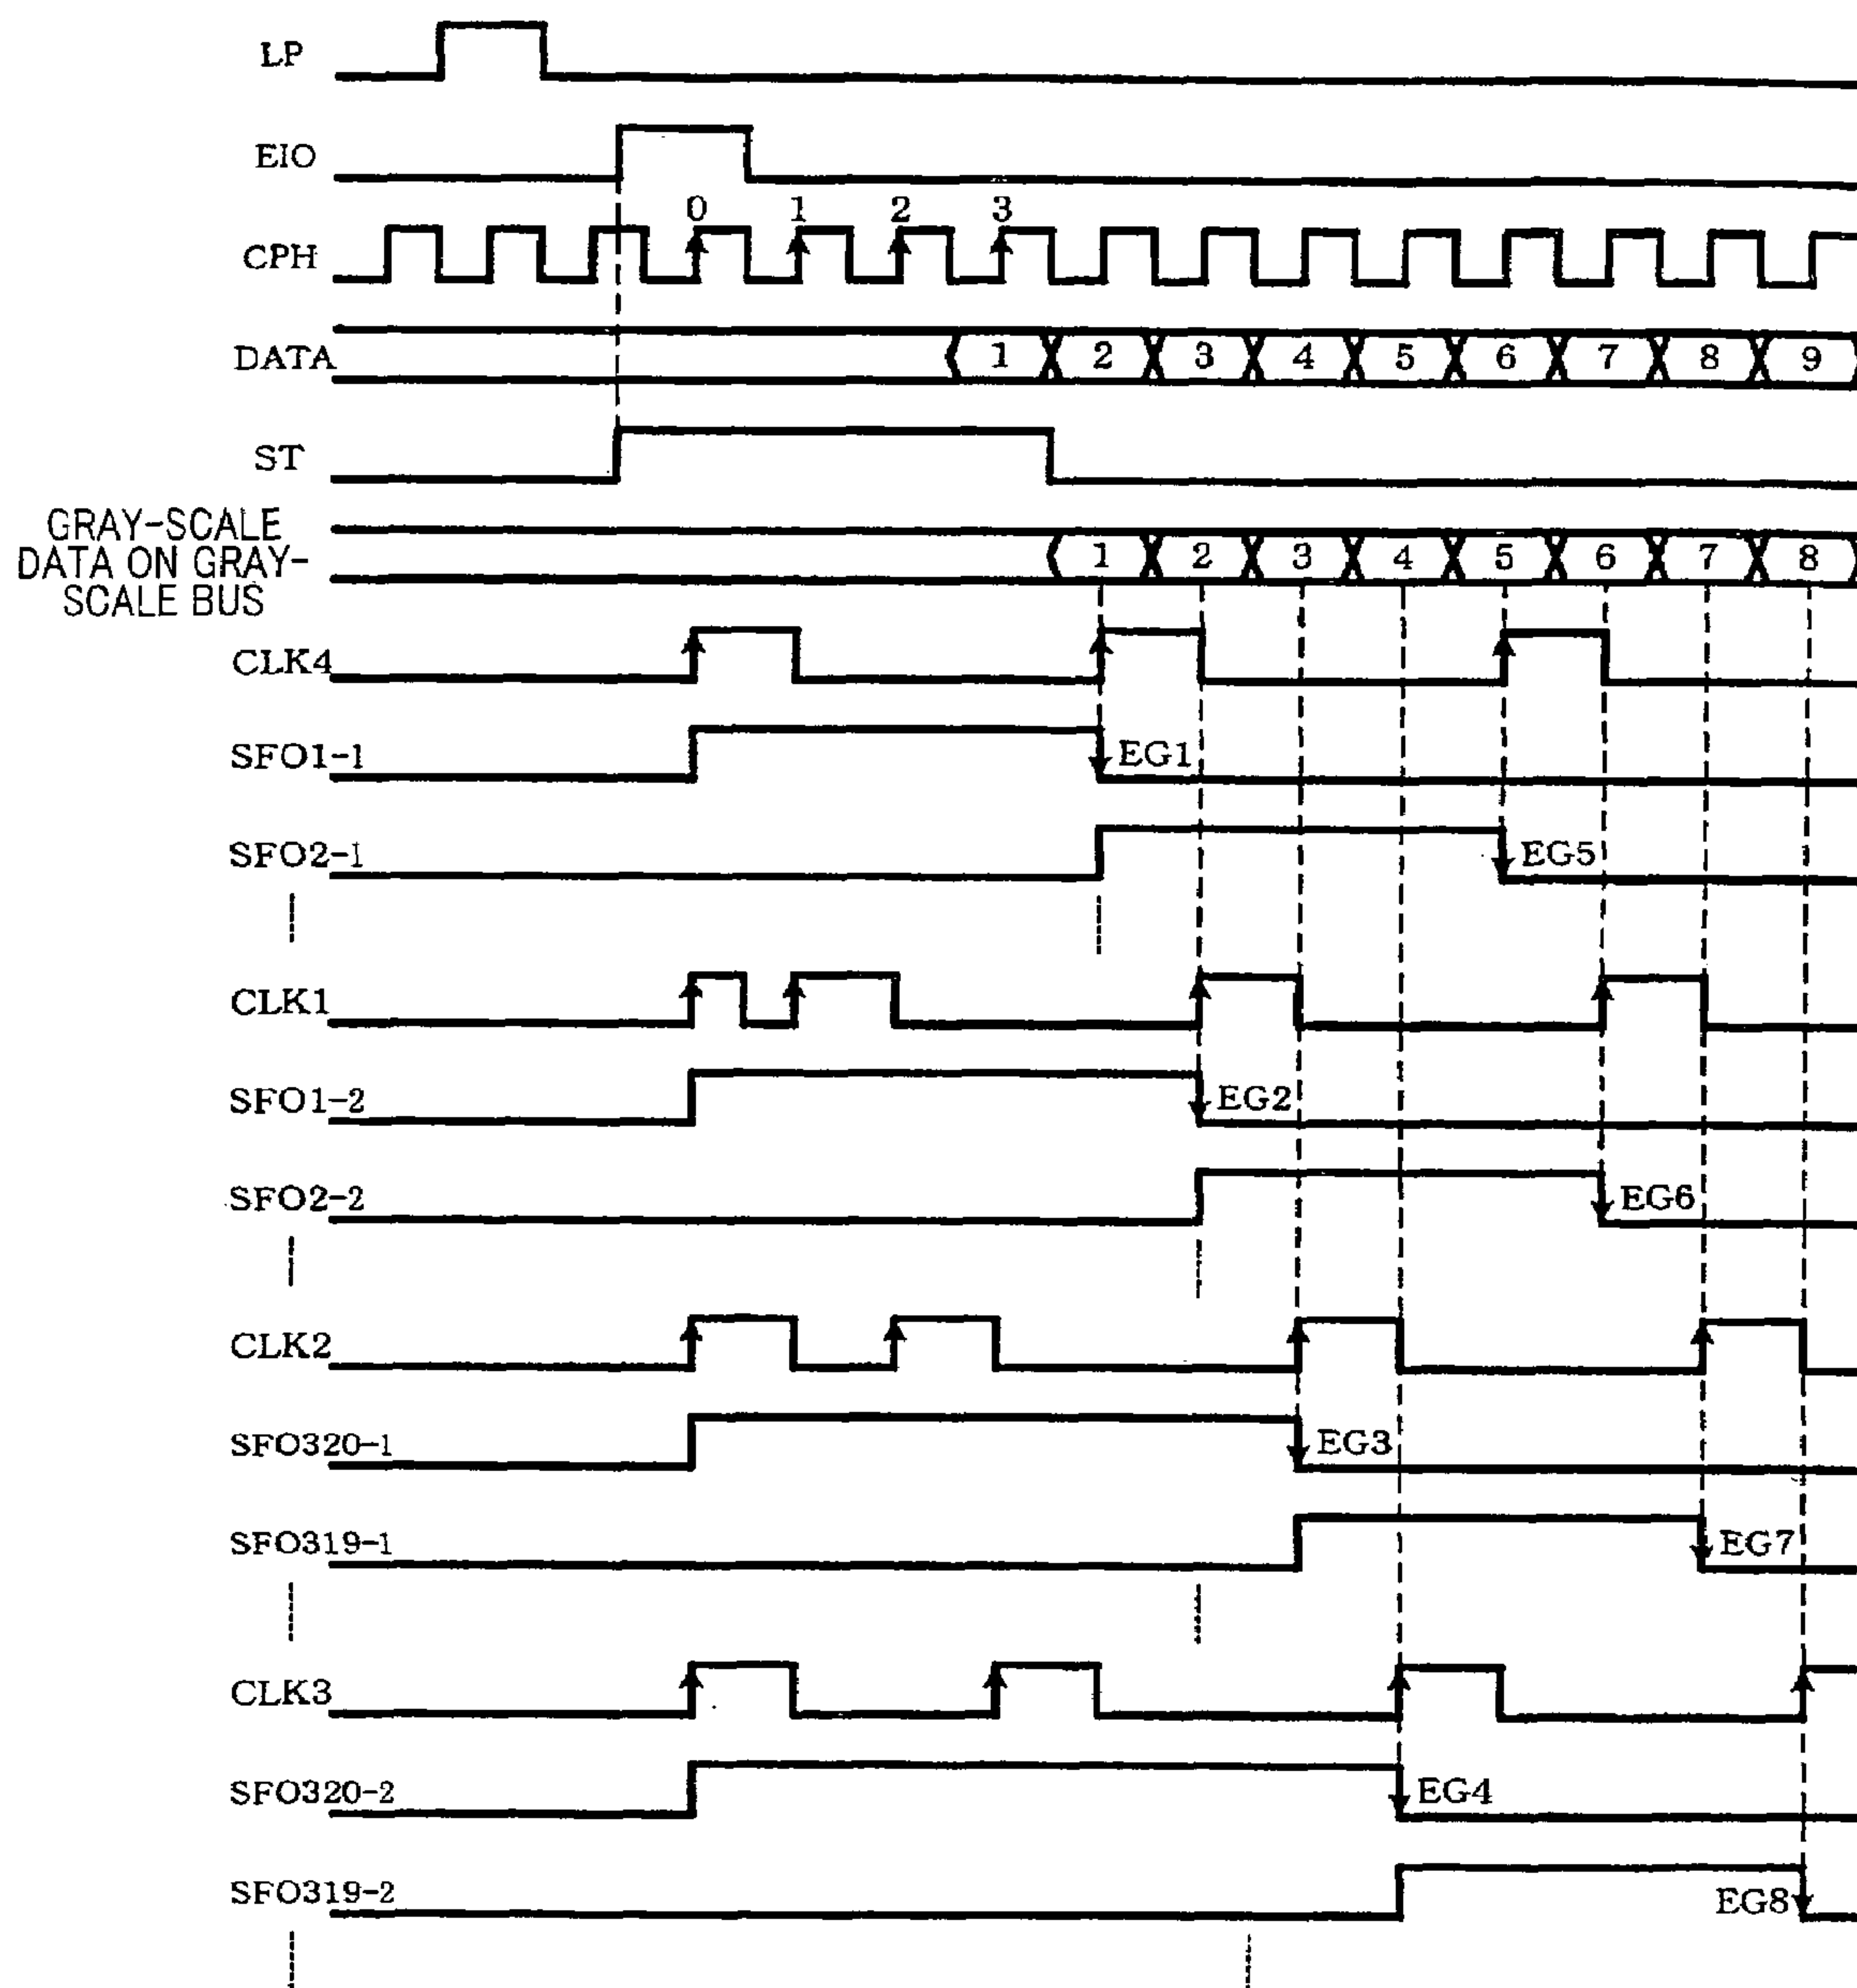 LP
EIO
0 1 2 3
CPH
DATA 1 2 3 4 5 6 7 8 9
ST
GRAY-SCALE
DATA ON GRAY-
SCALE BUS
1 2 3 4 5 6 7 8
CLK4
SFO1-1 EG1
SFO2-1 EG5
CLK1
SFO1-2 EG2
SFO2-2 EG6
CLK2
SFO320-1 EG3
SFO319-1 EG7
CLK3
SFO320-2 EG4
SFO319-2 EG8